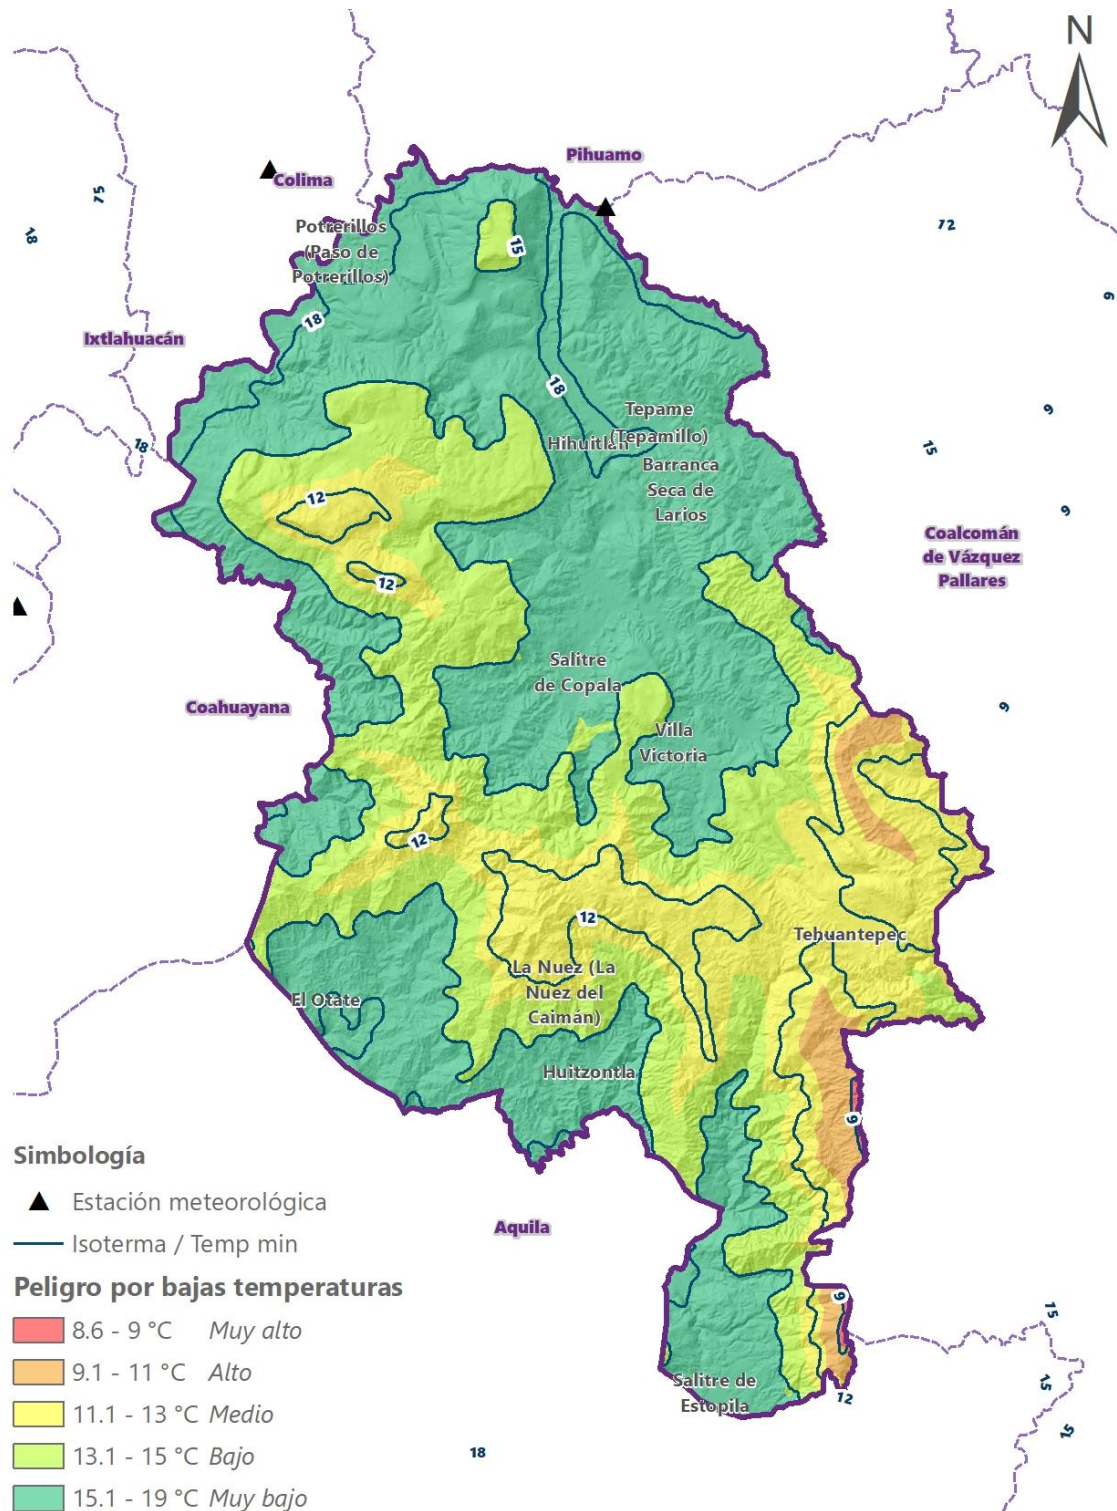 N
Pihuamo
Colima
15
12
18
Potrerillos
(Paso de
Potrerillos)
15
9
18
Ixtlahuacán
18
9
Tepame
(Tepamillo)
Hihuitlán
18
15
Barranca
Seca de
Larios
12
9
Coalcomán
de Vázquez
Pallares
12
Salitre
de Copala
Coahuayana
9
Villa
Victoria
12
12
Tehuantepec
La Nuez (La
Nuez del
Caimán)
El Otate
Huitzontla
9
Simbología
Estación meteorológica
Aquila
Isoterma / Temp min
Peligro por bajas temperaturas
9
15
8.6 - 9 °C Muy alto
9.1 - 11 °C Alto
Salitre de
Estopila
12
15
11.1 - 13 °C Medio
15
13.1 - 15 °C Bajo
18
15.1 - 19 °C Muy bajo